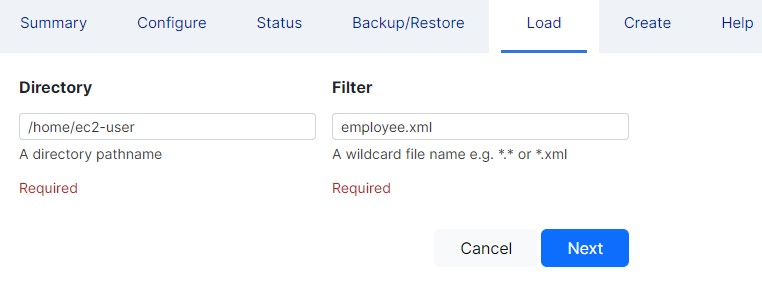 Summary Configure Status Backup/Restore Load Create Help
Directory Filter
/home/ec2-user employee.xml
A directory pathname A wildcard file name e.g. *.* or *.xml
Required Required
Cancel Next